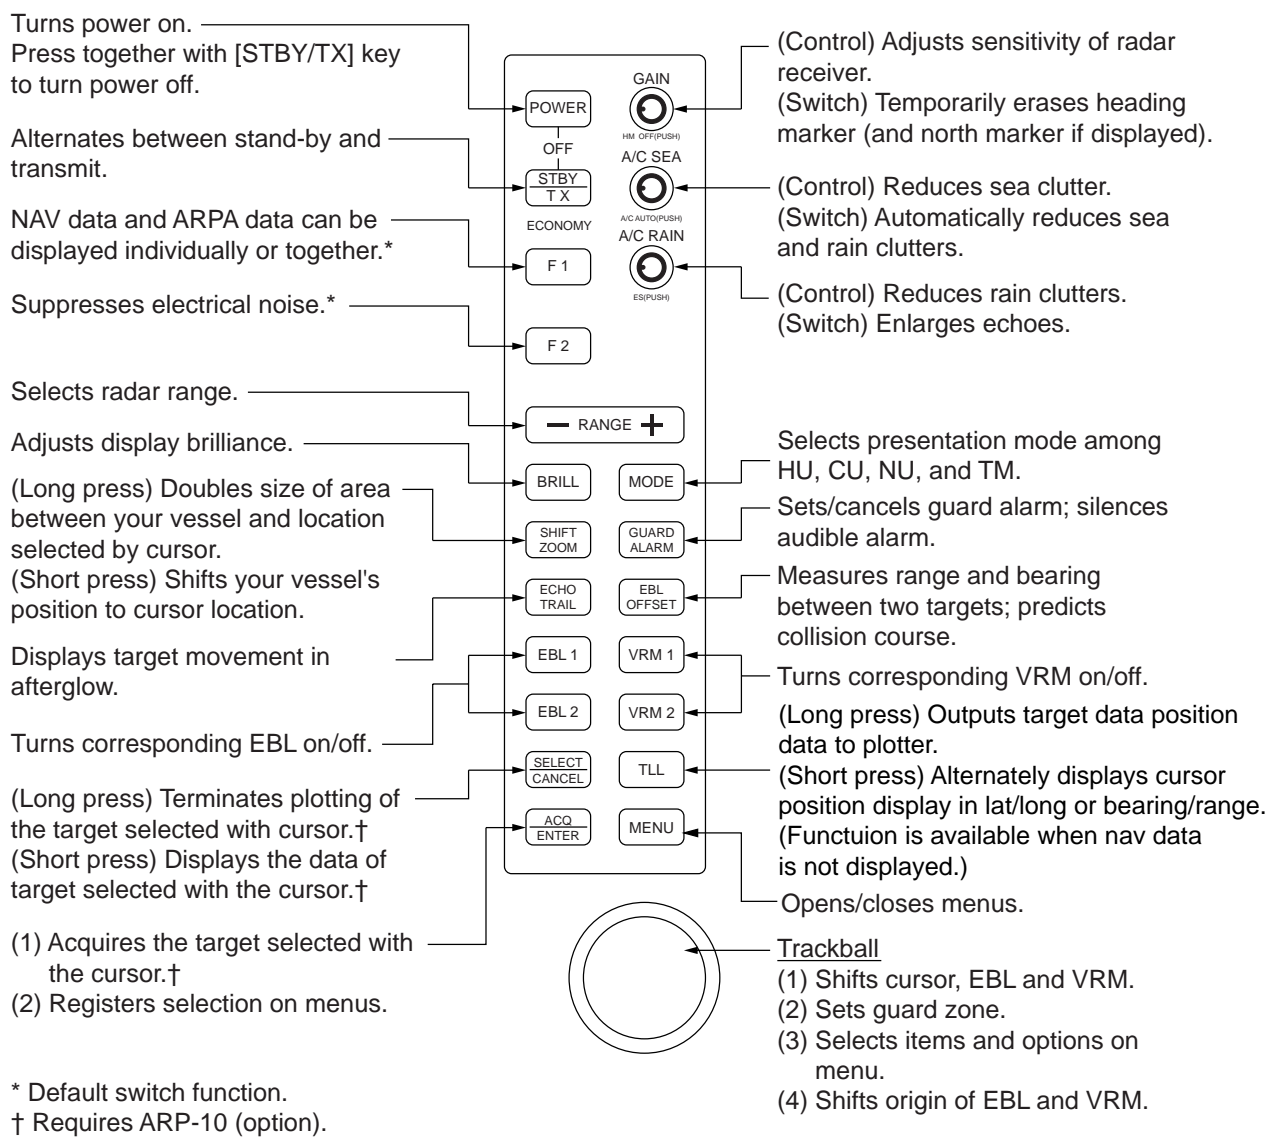 Turns power on.
Press together with [STBY/TX] key
to turn power off.
Alternates between stand-by and
transmit.
NAV data and ARPA data can be
displayed individually or together.*
Suppresses electrical noise.*
Selects radar range.
Adjusts display brilliance.
(Long press) Doubles size of area
between your vessel and location
selected by cursor.
(Short press) Shifts your vessel's
position to cursor location.
Displays target movement in
afterglow.
Turns corresponding EBL on/off.
(Long press) Terminates plotting of
the target selected with cursor.†
(Short press) Displays the data of
target selected with the cursor.†
(1) Acquires the target selected with
the cursor.†
(2) Registers selection on menus.
* Default switch function.
† Requires ARP-10 (option).
POWER
OFF
STBY
T X
ECONOMY
F 1
F 2
GAIN
HM OFF(PUSH)
A/C SEA
A/C AUTO(PUSH)
A/C RAIN
ES(PUSH)
RANGE
BRILL
MODE
SHIFT
ZOOM
GUARD
ALARM
ECHO
TRAIL
EBL
OFFSET
EBL 1
VRM 1
EBL 2
VRM 2
SELECT
CANCEL
TLL
ACQ
ENTER
MENU
(Control) Adjusts sensitivity of radar
receiver.
(Switch) Temporarily erases heading
marker (and north marker if displayed).
(Control) Reduces sea clutter.
(Switch) Automatically reduces sea
and rain clutters.
(Control) Reduces rain clutters.
(Switch) Enlarges echoes.
Selects presentation mode among
HU, CU, NU, and TM.
Sets/cancels guard alarm; silences
audible alarm.
Measures range and bearing
between two targets; predicts
collision course.
Turns corresponding VRM on/off.
(Long press) Outputs target data position
data to plotter.
(Short press) Alternately displays cursor
position display in lat/long or bearing/range.
(Functuion is available when nav data
is not displayed.)
Opens/closes menus.
Trackball
(1) Shifts cursor, EBL and VRM.
(2) Sets guard zone.
(3) Selects items and options on
menu.
(4) Shifts origin of EBL and VRM.